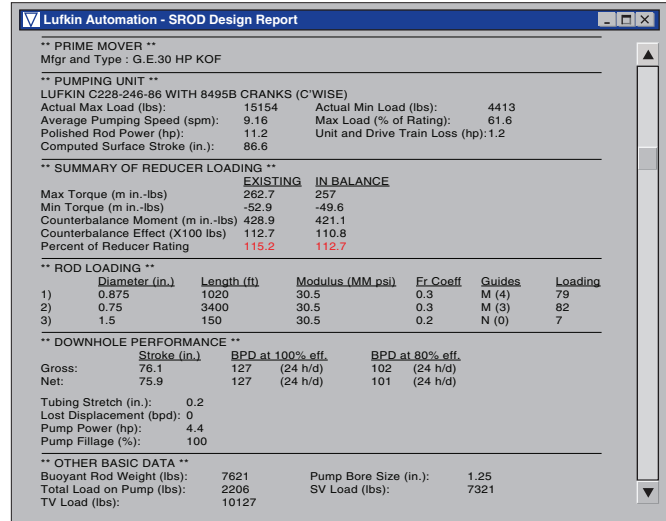 Lufkin Automation - SROD Design Report
** PRIME MOVER **
Mfgr and Type : G.E.30 HP KOF
** PUMPING UNIT **
LUFKIN C228-246-86 WITH 8495B CRANKS (C'WISE)
Actual Max Load (lbs): 15154 Actual Min Load (lbs): 4413
Average Pumping Speed (spm): 9.16 Max Load (% of Rating): 61.6
Polished Rod Power (hp): 11.2 Unit and Drive Train Loss (hp):1.2
Computed Surface Stroke (in.): 86.6
** SUMMARY OF REDUCER LOADING **
EXISTING IN BALANCE
Max Torque (m in.-lbs) 262.7 257
Min Torque (m in.-lbs) -52.9 -49.6
Counterbalance Moment (m in.-lbs) 428.9 421.1
Counterbalance Effect (X100 lbs) 112.7 110.8
Percent of Reducer Rating 115.2 112.7
** ROD LOADING **
Diameter (in.) Length (ft) Modulus (MM psi) Fr Coeff Guides Loading
1) 0.875 1020 30.5 0.3 M (4) 79
2) 0.75 3400 30.5 0.3 M (3) 82
3) 1.5 150 30.5 0.2 N (0) 7
** DOWNHOLE PERFORMANCE **
Stroke (in.) BPD at 100% eff. BPD at 80% eff.
Gross: 76.1 127 (24 h/d) 102 (24 h/d)
Net: 75.9 127 (24 h/d) 101 (24 h/d)
Tubing Stretch (in.): 0.2
Lost Displacement (bpd): 0
Pump Power (hp): 4.4
Pump Fillage (%): 100
** OTHER BASIC DATA **
Buoyant Rod Weight (lbs): 7621 Pump Bore Size (in.): 1.25
Total Load on Pump (lbs): 2206 SV Load (lbs): 7321
TV Load (lbs): 10127